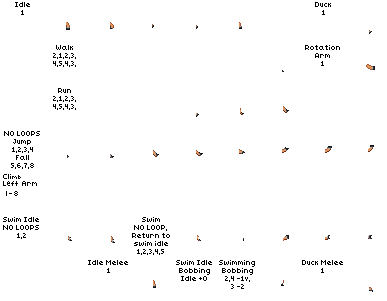 Idle
1
Duck
1
Walk
2,1,2,3,
4,5,4,3,
Rotation
Arm
1
Run
2,1,2,3,
4,5,4,3,
NO LOOPS
Jump
1,2,3,4
Fall
5,6,7,8
Climb
Left Arm
1-8
Swim Idle
NO LOOPS
1,2
Swim
NO LOOP,
Return to
swim idle
1,2,3,4,5
Idle Melee
1
Swim Idle
Bobbing
Idle +0
Swimming
Bobbing
2,4 -1v,
3 -2
Duck Melee
1